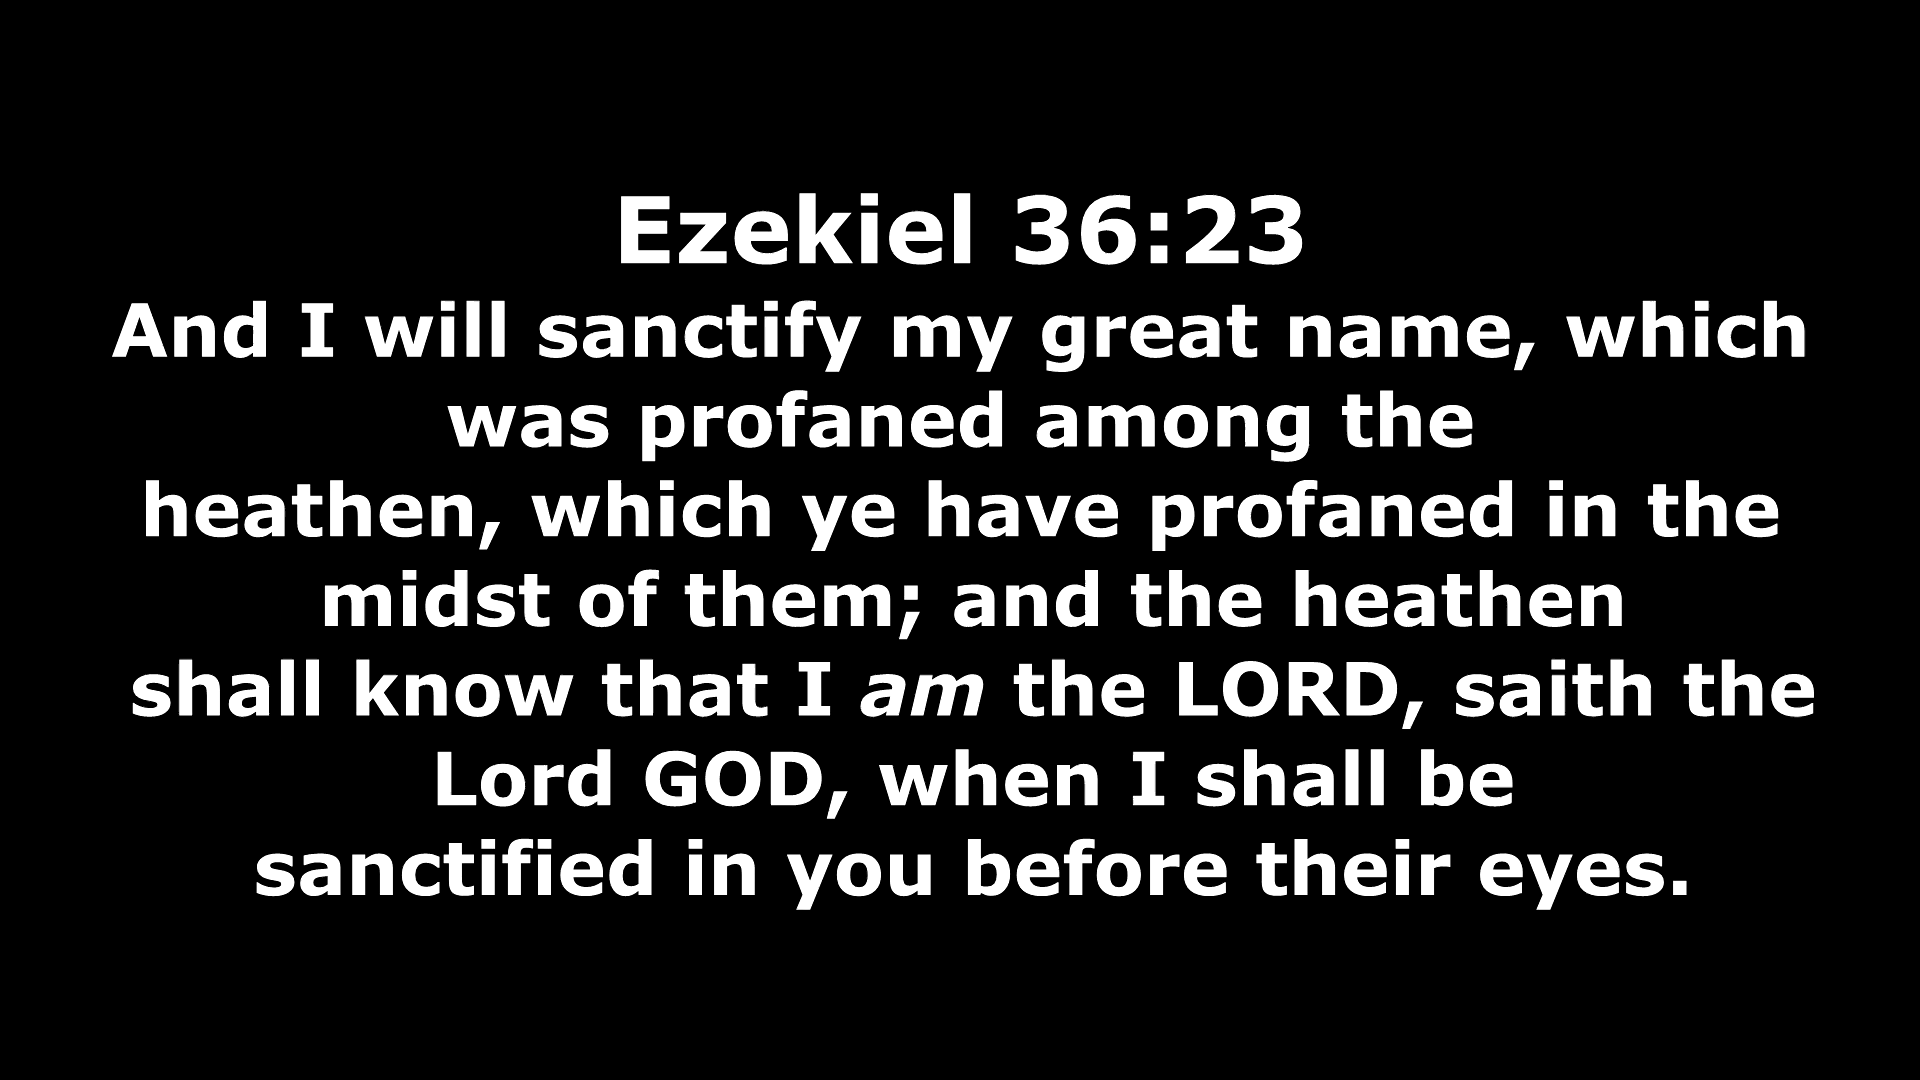 Ezekiel 36:23
And I will sanctify my great name, which
was profaned among the
heathen, which ye have profaned in the
midst of them; and the heathen
shall know that I am the LORD, saith the
Lord GOD, when I shall be
sanctified in you before their eyes.